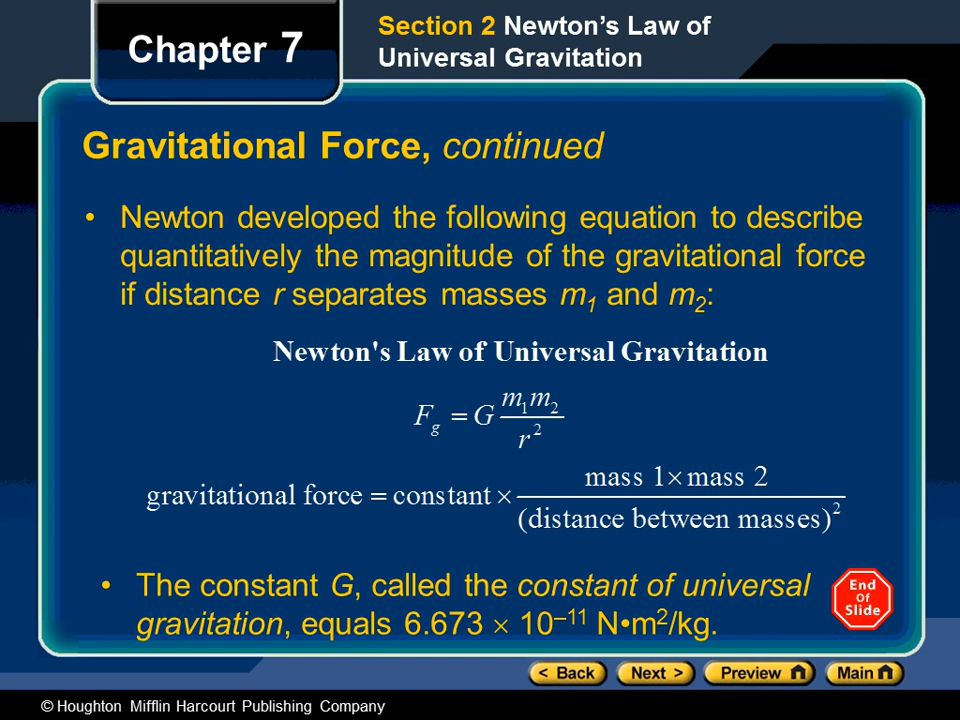 Chapter 7
Section 2 Newton’s Law of
Universal Gravitation
Gravitational Force, continued
• Newton developed the following equation to describe
quantitatively the magnitude of the gravitational force
if distance r separates masses m₁ and m₂:
Newton's Law of Universal Gravitation
F_g = G m₁m₂ / r²
gravitational force = constant × mass 1 × mass 2 / (distance between masses)²
• The constant G, called the constant of universal
gravitation, equals 6.673 × 10⁻¹¹ N•m²/kg.
End
Of
Slide
< Back
Next >
Preview
Main
© Houghton Mifflin Harcourt Publishing Company